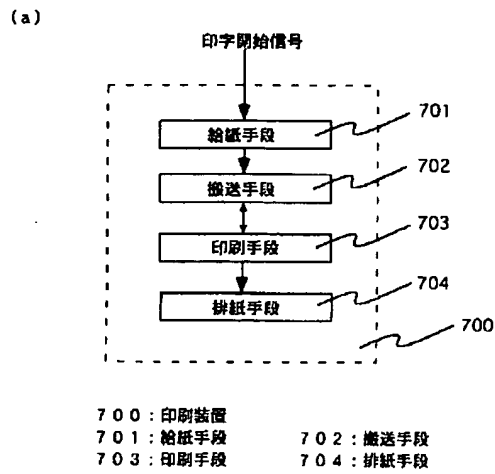 (a)
印字開始信号
給紙手段
701
搬送手段
702
印刷手段
703
排紙手段
704
700
700:印刷装置
701:給紙手段 702:搬送手段
703:印刷手段 704:排紙手段